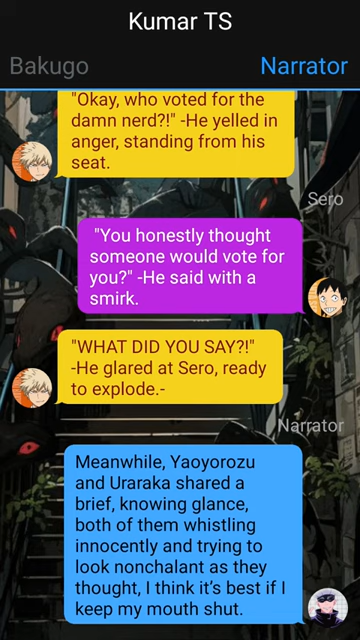 Kumar TS
Bakugo
Narrator
"Okay, who voted for the
damn nerd?!" -He yelled in
anger, standing from his
seat.
Sero
"You honestly thought
someone would vote for
you?" -He said with a
smirk.
"WHAT DID YOU SAY?!"
-He glared at Sero, ready
to explode.-
Narrator
Meanwhile, Yaoyorozu
and Uraraka shared a
brief, knowing glance,
both of them whistling
innocently and trying to
look nonchalant as they
thought, I think it's best if I
keep my mouth shut.